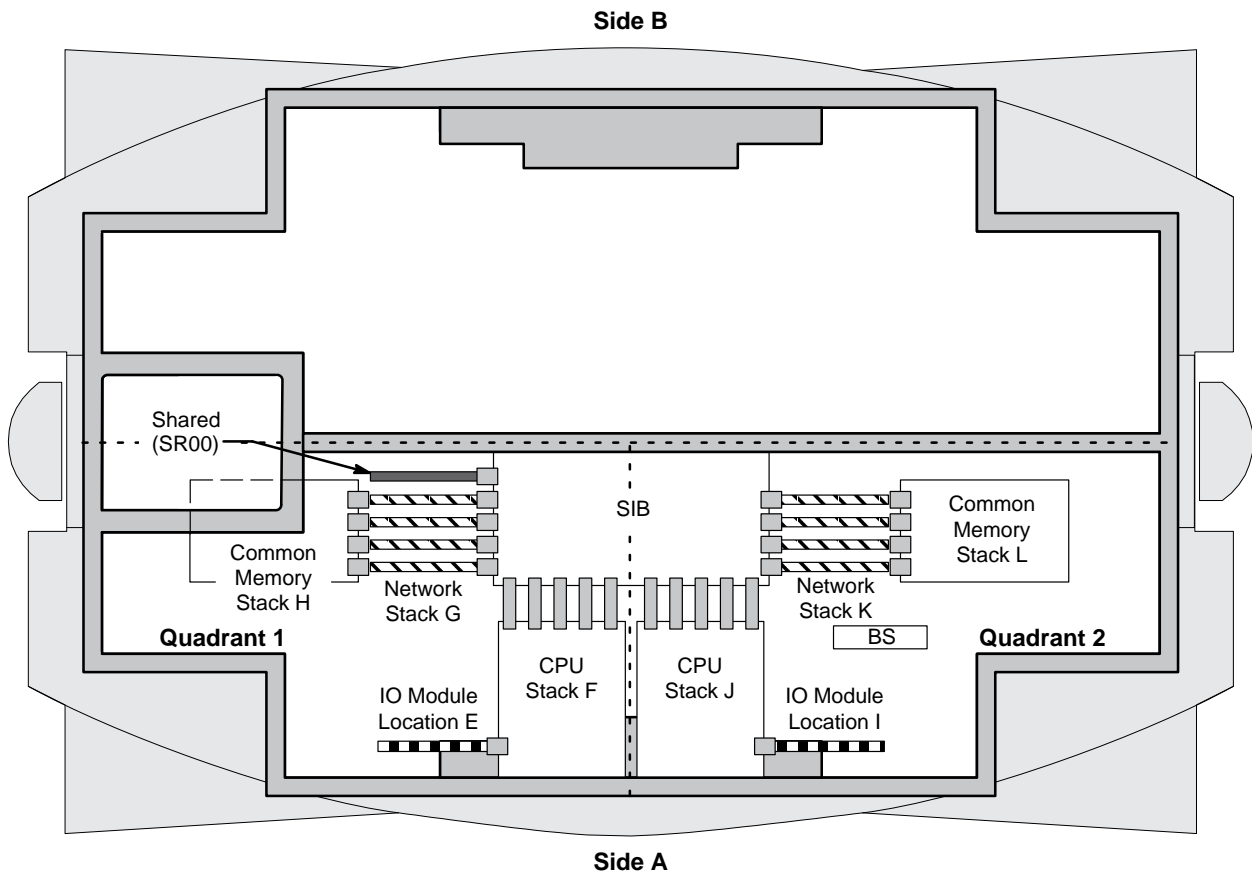 Side B
Shared
(SR00)
SIB
Common
Memory
Stack H
Network
Stack G
Network
Stack K
Common
Memory
Stack L
Quadrant 1
BS
Quadrant 2
CPU
Stack F
CPU
Stack J
IO Module
Location E
IO Module
Location I
Side A